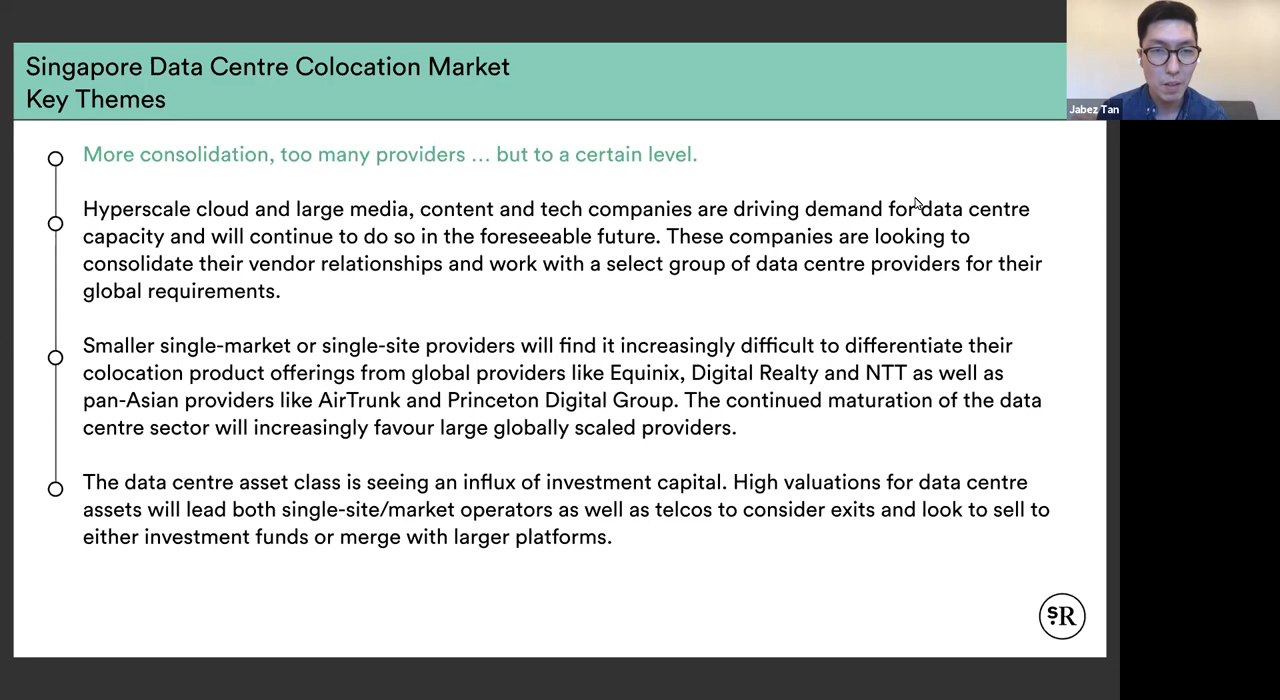 Singapore Data Centre Colocation Market
Key Themes
Jabez Tan
More consolidation, too many providers … but to a certain level.
Hyperscale cloud and large media, content and tech companies are driving demand for data centre
capacity and will continue to do so in the foreseeable future. These companies are looking to
consolidate their vendor relationships and work with a select group of data centre providers for their
global requirements.
Smaller single-market or single-site providers will find it increasingly difficult to differentiate their
colocation product offerings from global providers like Equinix, Digital Realty and NTT as well as
pan-Asian providers like AirTrunk and Princeton Digital Group. The continued maturation of the data
centre sector will increasingly favour large globally scaled providers.
The data centre asset class is seeing an influx of investment capital. High valuations for data centre
assets will lead both single-site/market operators as well as telcos to consider exits and look to sell to
either investment funds or merge with larger platforms.
sR